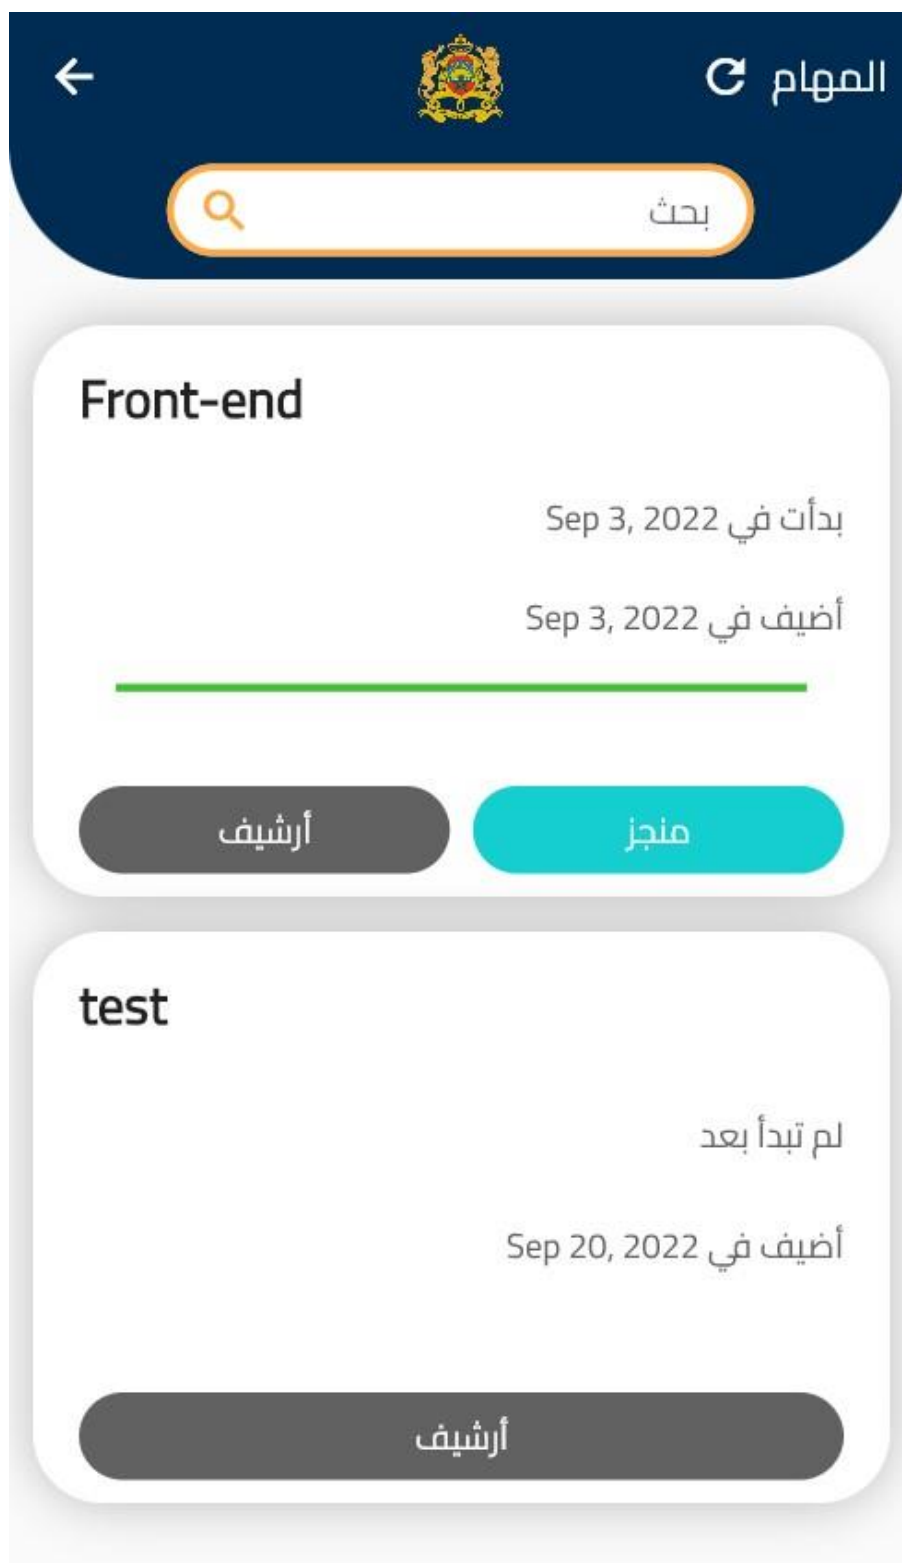 المهام
بحث
Front-end
بدأت في Sep 3, 2022
أضيف في Sep 3, 2022
منجز
أرشيف
test
لم تبدأ بعد
أضيف في Sep 20, 2022
أرشيف